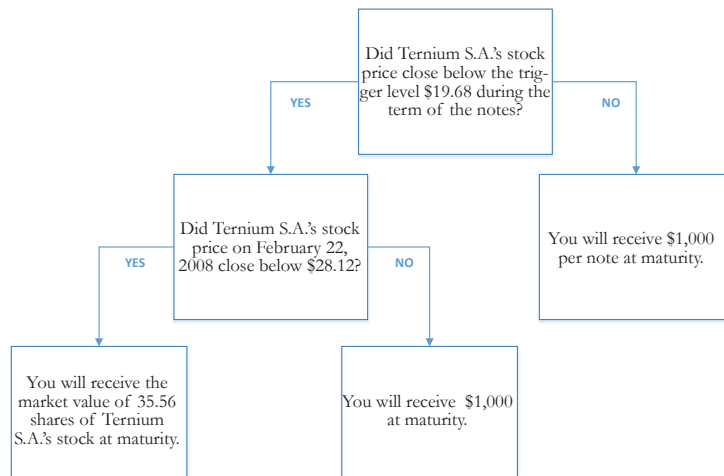 Did Ternium S.A.'s stock
price close below the trig-
ger level $19.68 during the
term of the notes?
YES
NO
Did Ternium S.A.'s stock
price on February 22,
2008 close below $28.12?
You will receive $1,000
per note at maturity.
YES
NO
You will receive the
market value of 35.56
shares of Ternium
S.A.'s stock at maturity.
You will receive $1,000
at maturity.